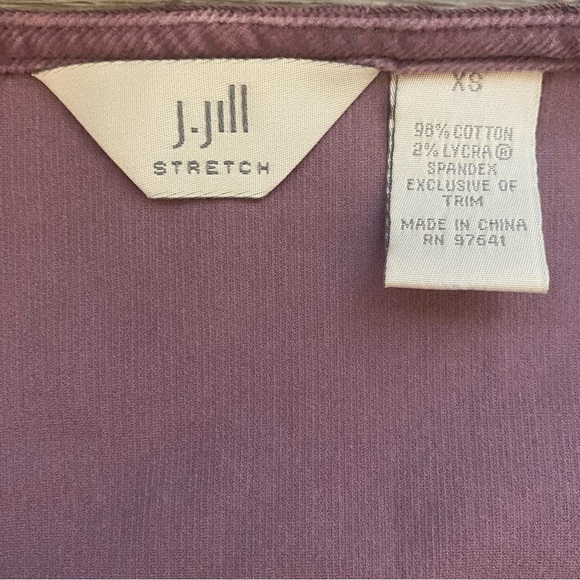 J.Jill
STRETCH
XS
98% COTTON
2% LYCRA®
SPANDEX
EXCLUSIVE OF
TRIM
MADE IN CHINA
RN 97641